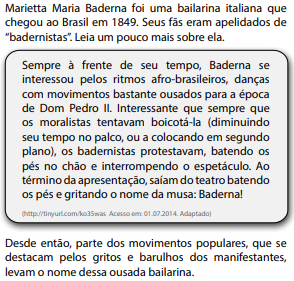 Marietta Maria Baderna foi uma bailarina italiana que
chegou ao Brasil em 1849. Seus fãs eram apelidados de
“badernistas”. Leia um pouco mais sobre ela.
Sempre à frente de seu tempo, Baderna se
interessou pelos ritmos afro-brasileiros, danças
com movimentos bastante ousados para a época
de Dom Pedro II. Interessante que sempre que
os moralistas tentavam boicotá-la (diminuindo
seu tempo no palco, ou a colocando em segundo
plano), os badernistas protestavam, batendo os
pés no chão e interrompendo o espetáculo. Ao
término da apresentação, saíam do teatro batendo
os pés e gritando o nome da musa: Baderna!
(http://tinyurl.com/ko35was Acesso em: 01.07.2014. Adaptado)
Desde então, parte dos movimentos populares, que se
destacam pelos gritos e barulhos dos manifestantes,
levam o nome dessa ousada bailarina.